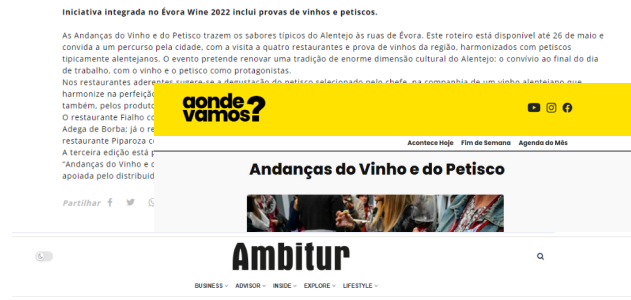 Iniciativa integrada no Évora Wine 2022 inclui provas de vinhos e petiscos.
As Andanças do Vinho e do Petisco trazem os sabores típicos do Alentejo às ruas de Évora. Este roteiro está disponível até 26 de maio e
convida a um percurso pela cidade, com a visita a quatro restaurantes e prova de vinhos da região, harmonizados com petiscos
tipicamente alentejanos. O evento pretende renovar uma tradição de enorme dimensão cultural do Alentejo: o convívio ao final do dia
de trabalho, com o vinho e o petisco como protagonistas.
Nos restaurantes aderentes sugere-se a degustação do petisco selecionado pelo chefe, na companhia de um vinho alentejano que
harmonize na perfeição
também, pelos produto
O restaurante Fialho co
Adega de Borba; já o re
restaurante Piparoza c
A terceira edição está p
"Andanças do Vinho e d
apoiada pelo distribuid
Partilhar
aonde
vamos?
Acontece Hoje Fim de Semana Agenda do Mês
Andanças do Vinho e do Petisco
Ambitur
BUSINESS ADVISOR INSIDE EXPLORE LIFESTYLE